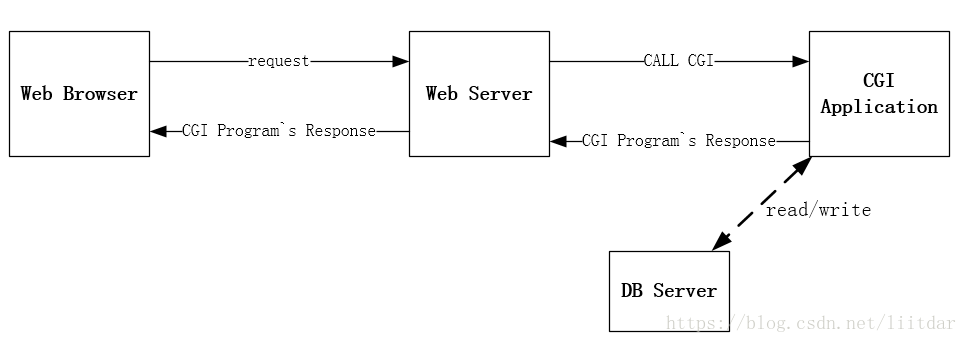 request
CALL CGI
Web Browser
Web Server
CGI
Application
CGI Program`s Response
CGI Program`s Response
read/write
DB Server
https://blog.csdn.net/liitdar